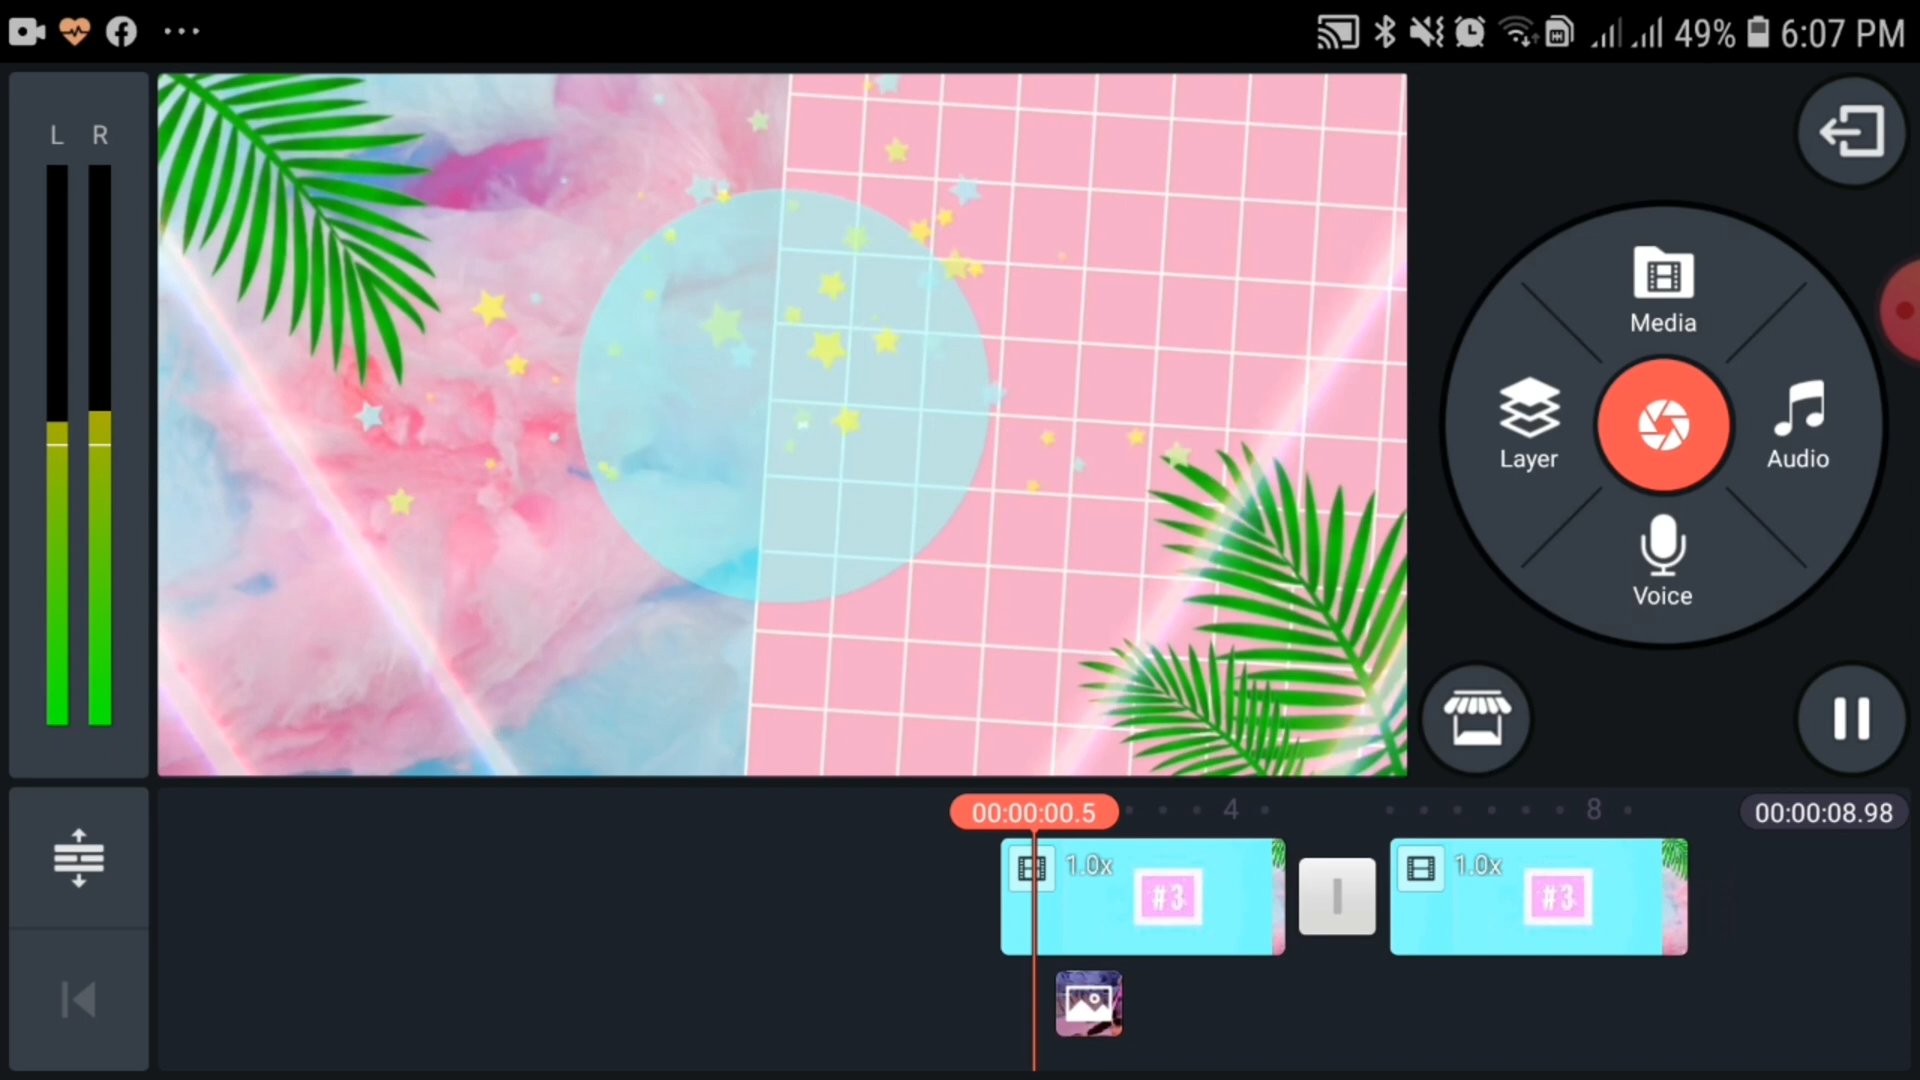 49% 6:07 PM
L R
Media
Layer
Audio
Voice
00:00:00.5
4
8
00:00:08.98
1.0x
#3
1.0x
#3